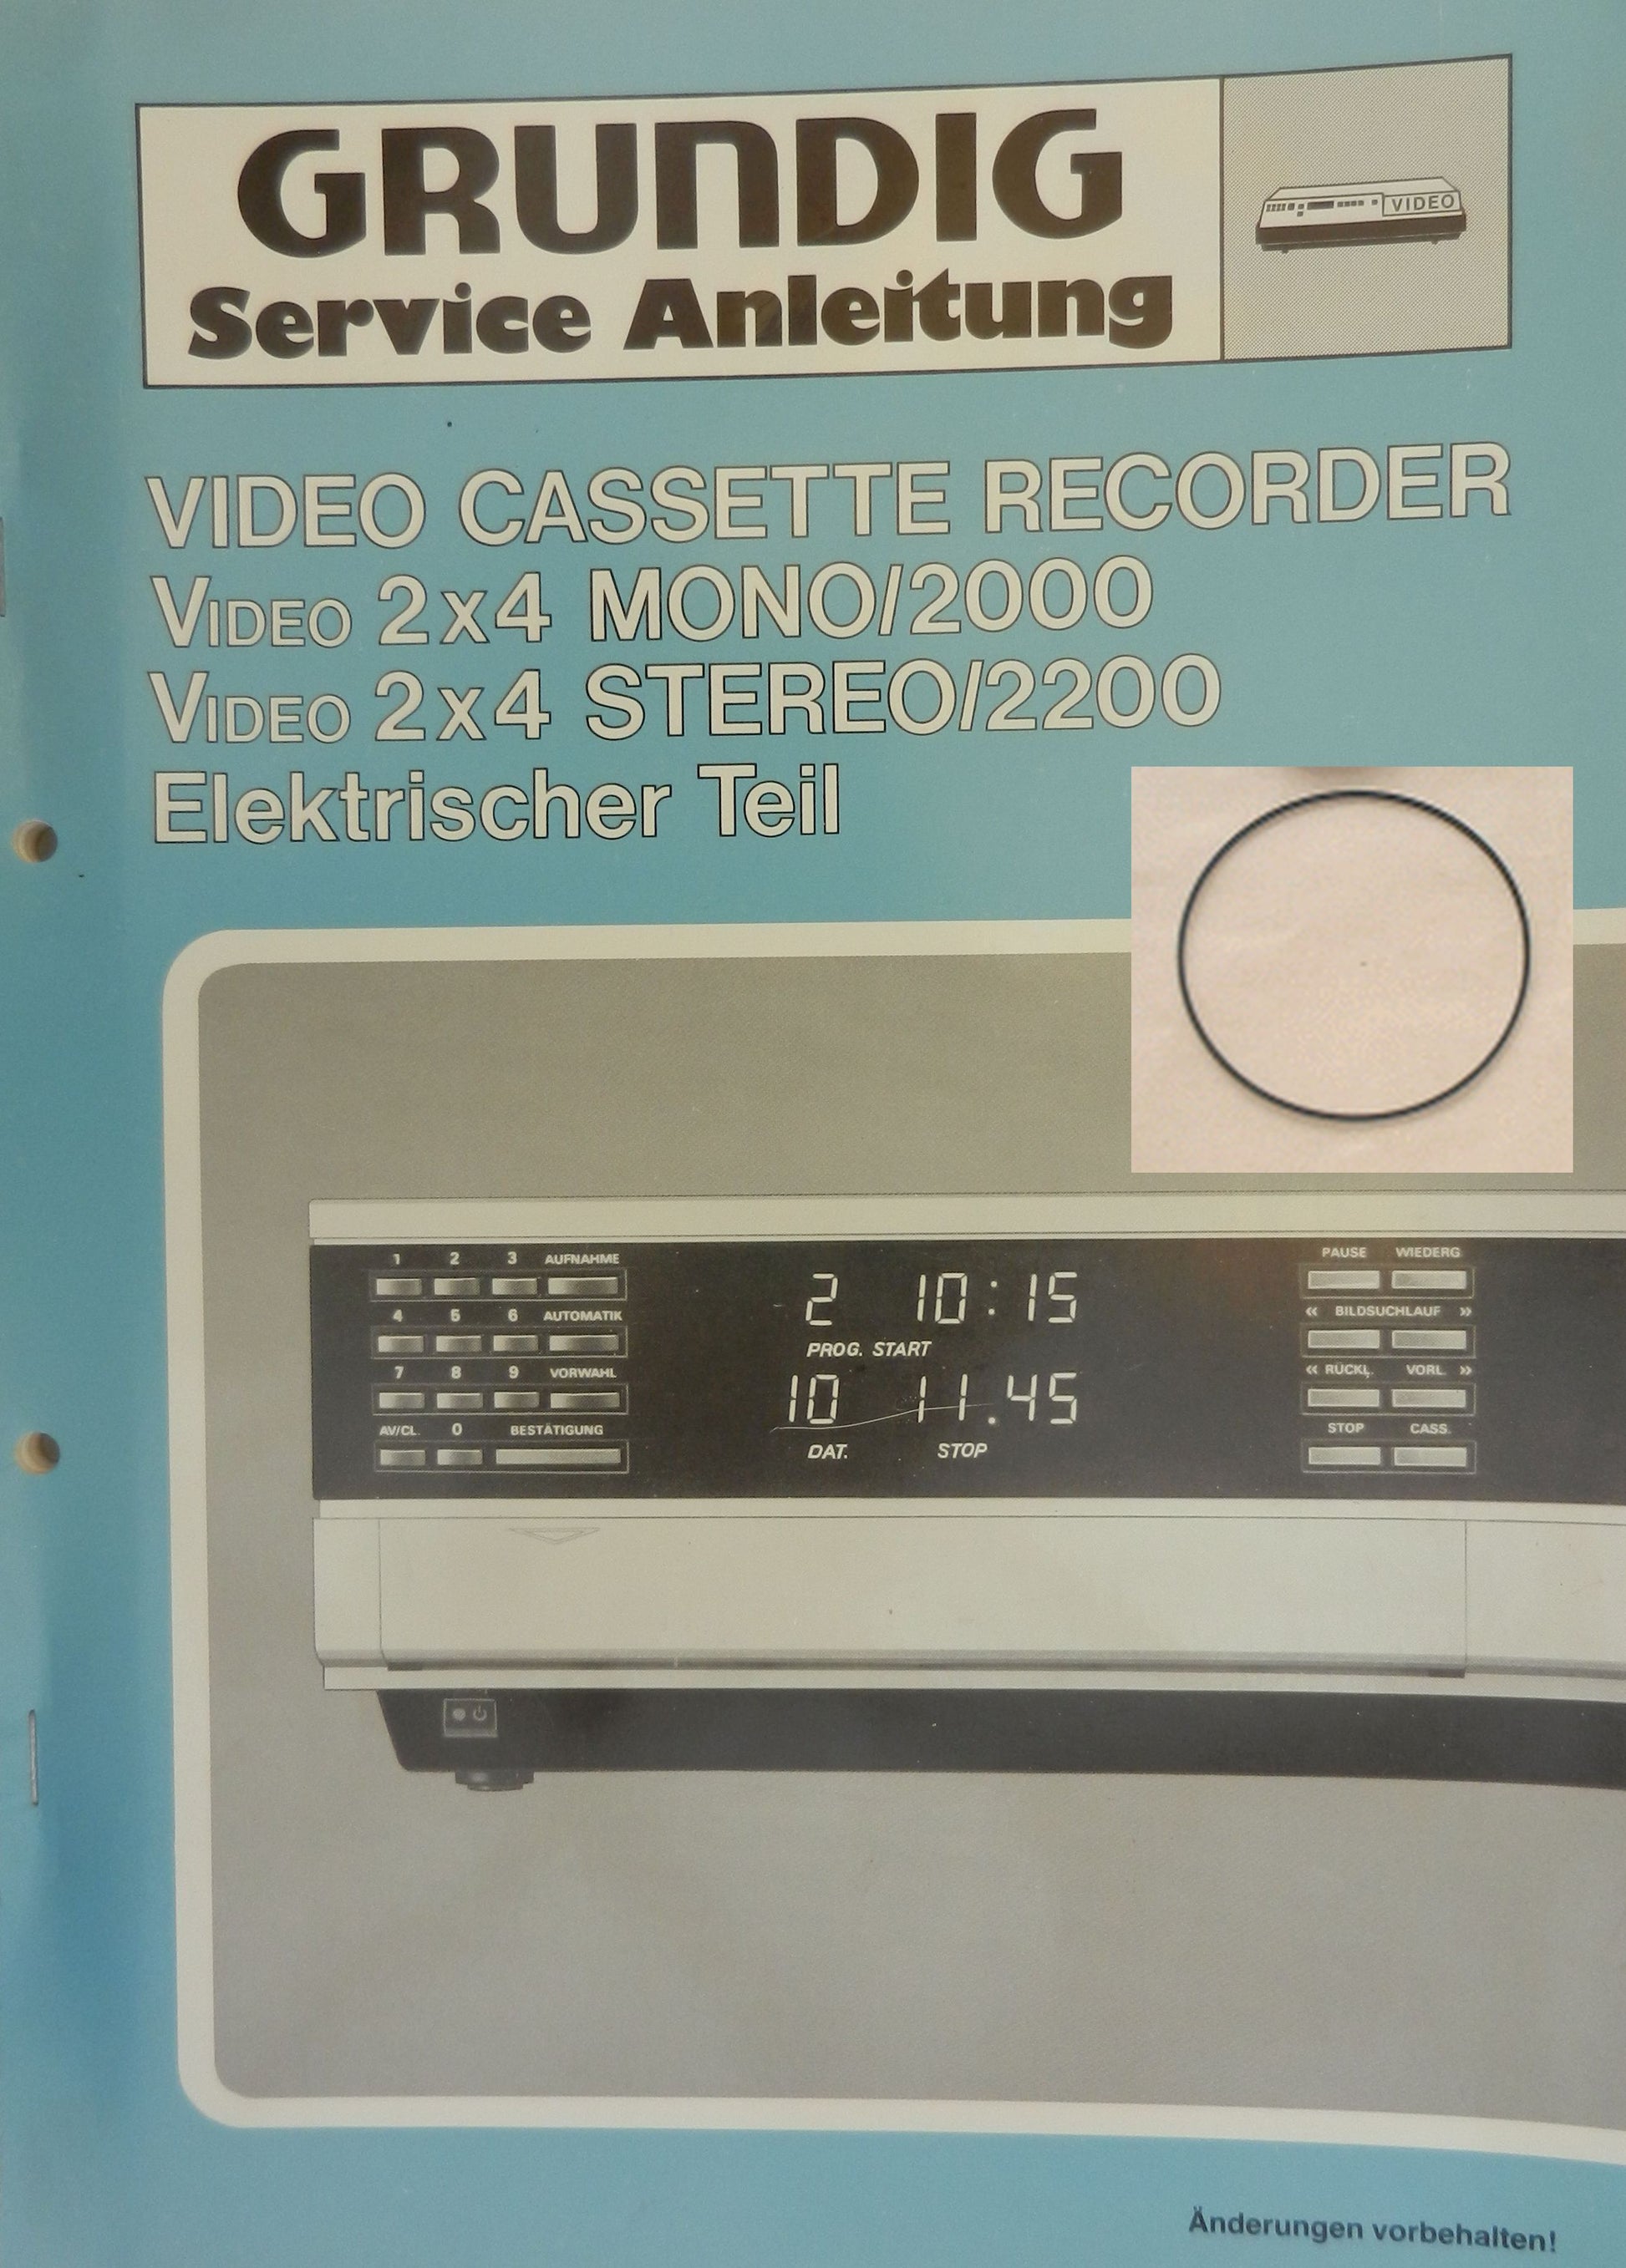 GRUNDIG
Service Anleitung
VIDEO
VIDEO CASSETTE RECORDER
VIDEO 2x4 MONO/2000
VIDEO 2x4 STEREO/2200
Elektrischer Teil
1 2 3 AUFNAHME
4 5 6 AUTOMATIK
7 8 9 VORWAHL
AV/CL. 0 BESTÄTIGUNG
2 10:15
PROG. START
10 11.45
DAT. STOP
PAUSE WIEDERG.
« BILDSUCHLAUF »
« RÜCKL. VORL. »
STOP CASS.
Änderungen vorbehalten!